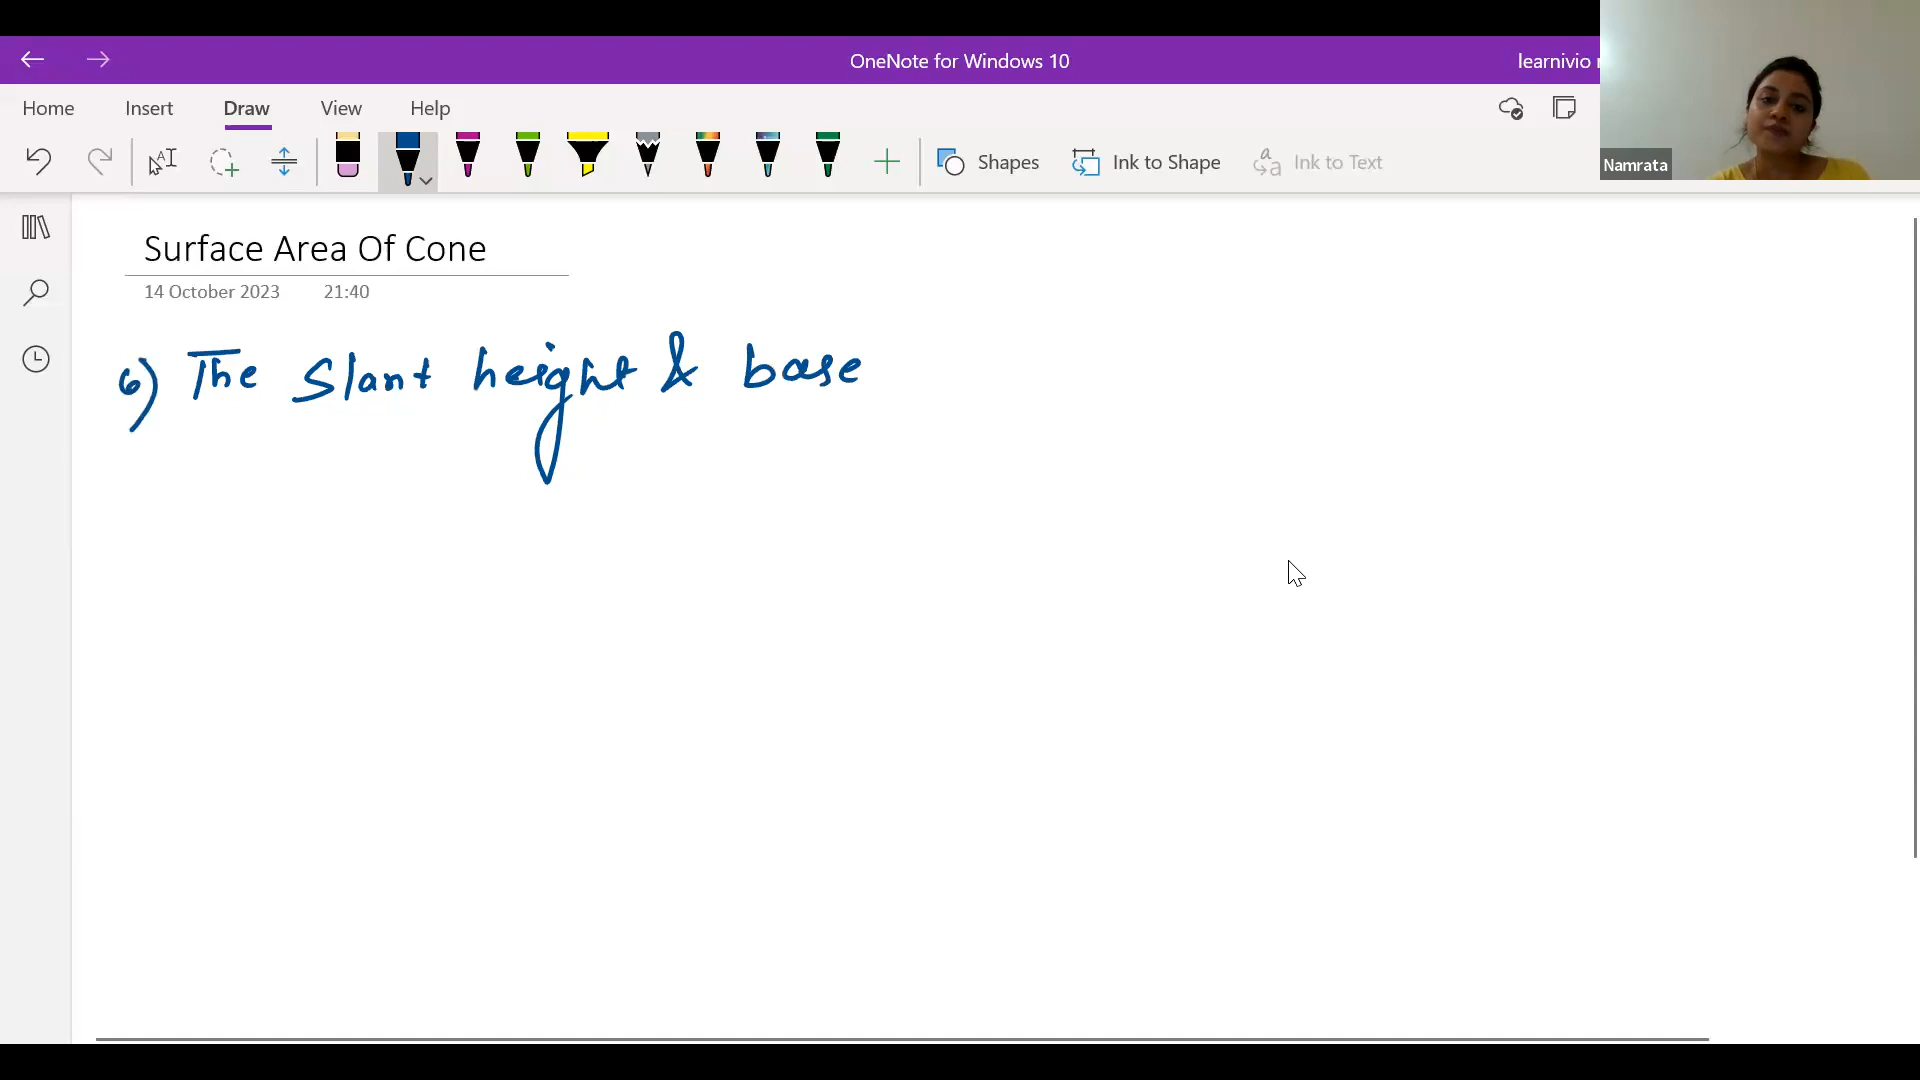 OneNote for Windows 10
learnivio
Home Insert Draw View Help
Shapes Ink to Shape Ink to Text
Namrata
Surface Area Of Cone
14 October 2023 21:40
6) The Slant height & base